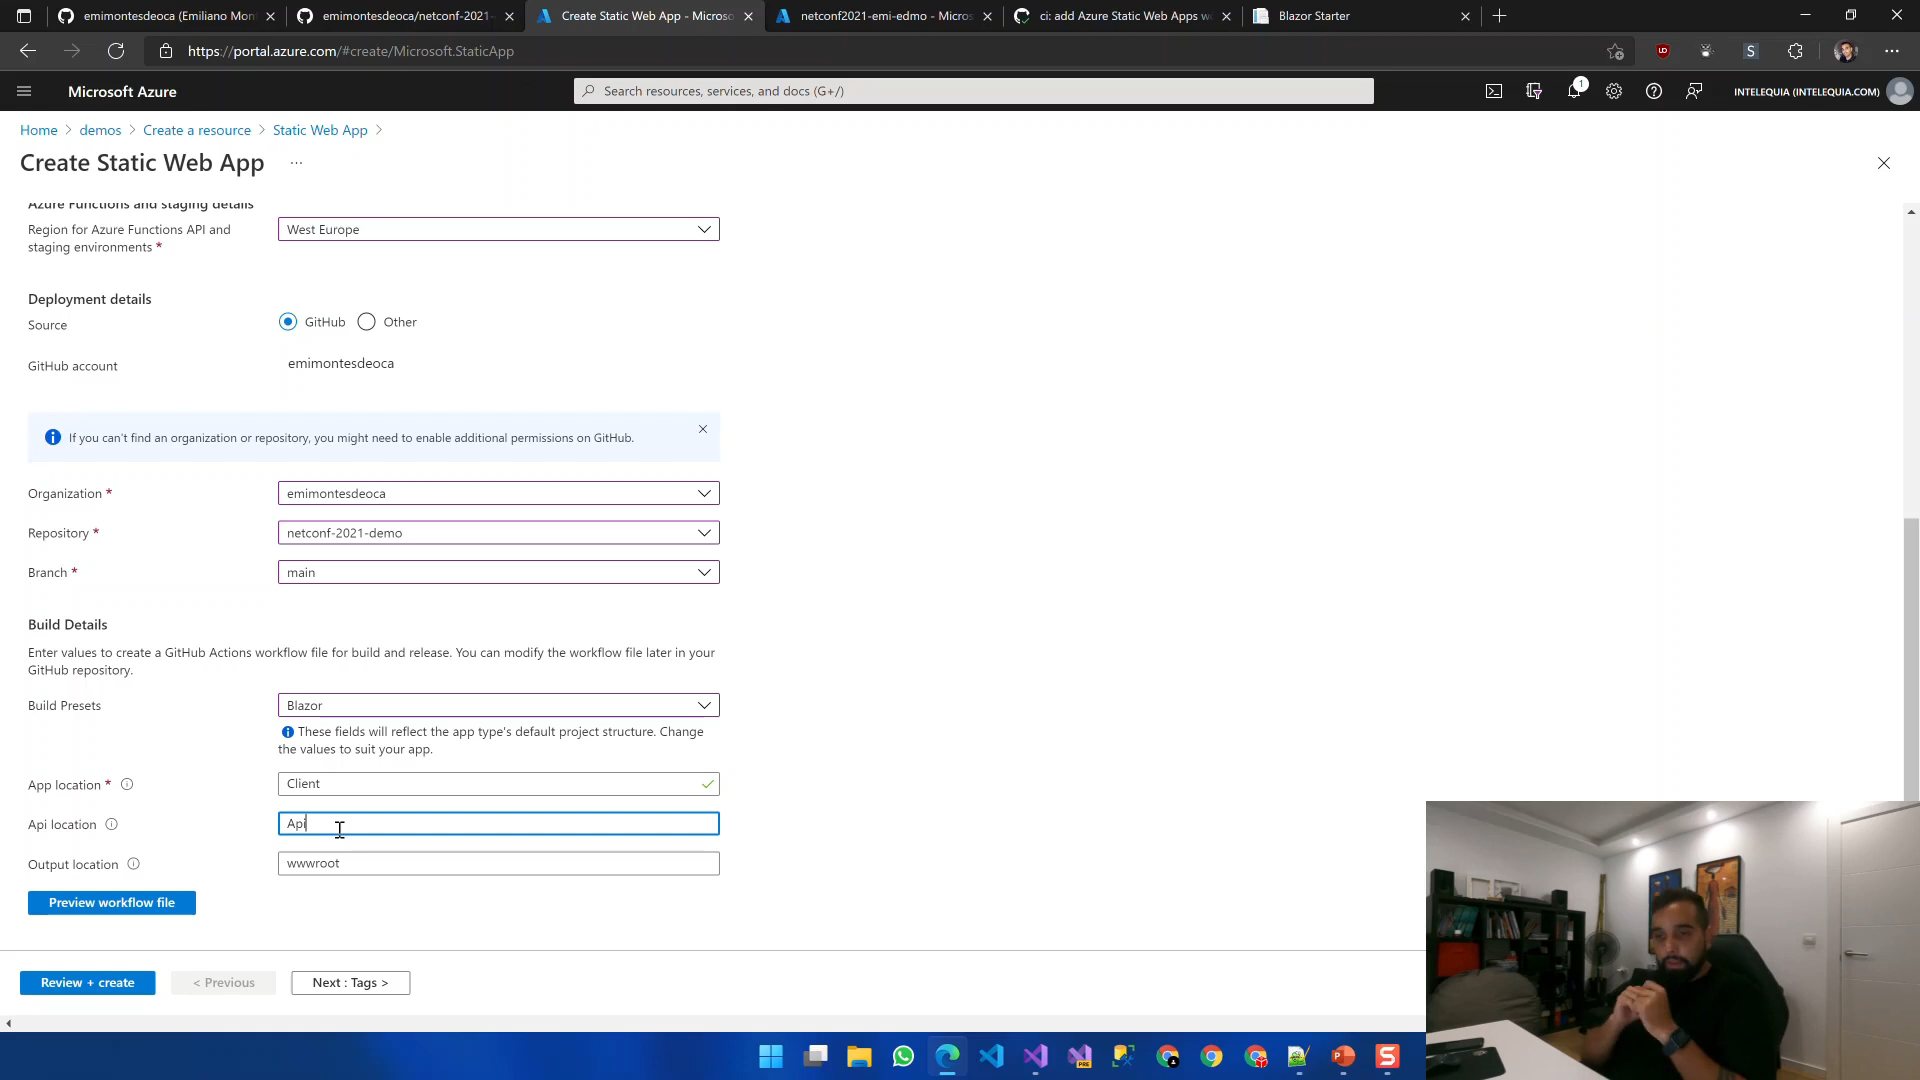 emimontesdeoca (Emiliano Mon
emimontesdeoca/netconf-2021-
Create Static Web App - Microso
netconf2021-emi-edmo - Micros
ci: add Azure Static Web Apps w
Blazor Starter
https://portal.azure.com/#create/Microsoft.StaticApp
Microsoft Azure
Search resources, services, and docs (G+/)
1
INTELEQUIA (INTELEQUIA.COM)
Home > demos > Create a resource > Static Web App >
Create Static Web App ...
Azure Functions and staging details
Region for Azure Functions API and
staging environments *
West Europe
Deployment details
Source
GitHub
Other
GitHub account
emimontesdeoca
If you can't find an organization or repository, you might need to enable additional permissions on GitHub.
Organization *
emimontesdeoca
Repository *
netconf-2021-demo
Branch *
main
Build Details
Enter values to create a GitHub Actions workflow file for build and release. You can modify the workflow file later in your
GitHub repository.
Build Presets
Blazor
These fields will reflect the app type's default project structure. Change
the values to suit your app.
App location *
Client
Api location
Api
Output location
wwwroot
Preview workflow file
Review + create
< Previous
Next : Tags >